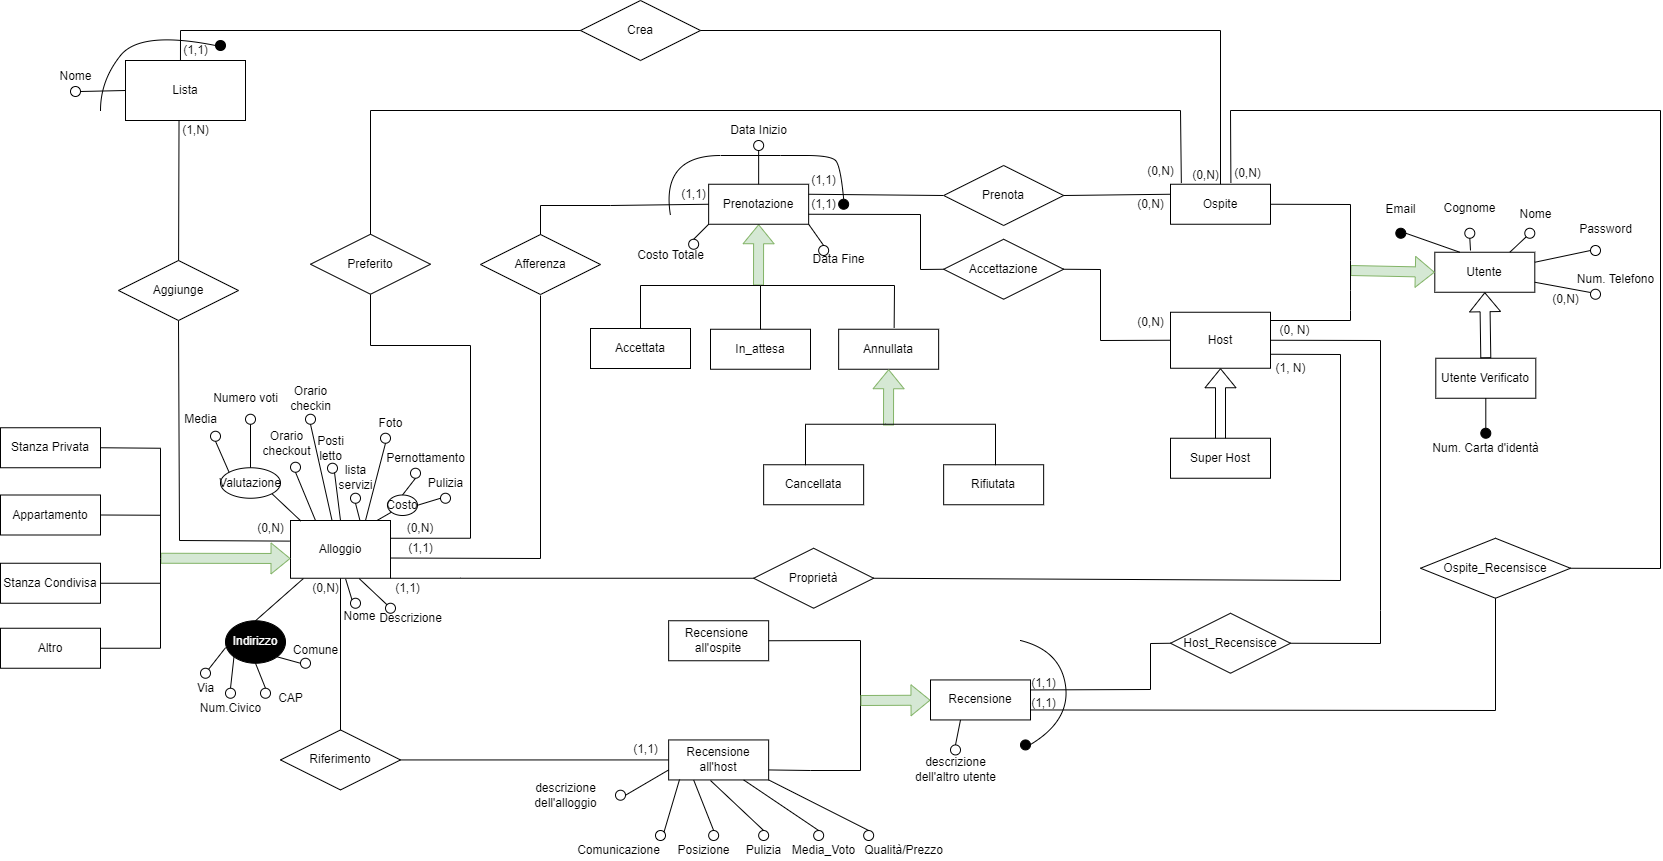 Crea
(1,1)
Nome
Lista
(1,N)
Data Inizio
(0,N)
(0,N)
(0,N)
(1,1)
(1,1)
Prenota
Prenotazione
(1,1)
(0,N)
Ospite
Email
Cognome
Nome
Password
Costo Totale
Data Fine
Preferito
Afferenza
Accettazione
Utente
Num. Telefono
(0,N)
Aggiunge
(0,N)
Host
(0, N)
(1, N)
Accettata
In_attesa
Annullata
Utente Verificato
Num. Carta d'identà
Super Host
Cancellata
Rifiutata
Orario
checkin
Numero voti
Media
Foto
Orario
checkout
Posti
letto
lista
servizi
Pernottamento
Pulizia
Valutazione
Costo
Stanza Privata
Appartamento
Stanza Condivisa
Altro
(0,N)
(0,N)
Alloggio
(1,1)
(0,N)
(1,1)
Nome
Descrizione
Proprietà
Ospite_Recensisce
Indirizzo
Comune
Via
CAP
Num.Civico
Recensione
all'ospite
Host_Recensisce
Recensione
(1,1)
(1,1)
descrizione
dell'altro utente
Riferimento
(1,1)
Recensione
all'host
descrizione
dell'alloggio
Comunicazione
Posizione
Pulizia
Media_Voto
Qualità/Prezzo